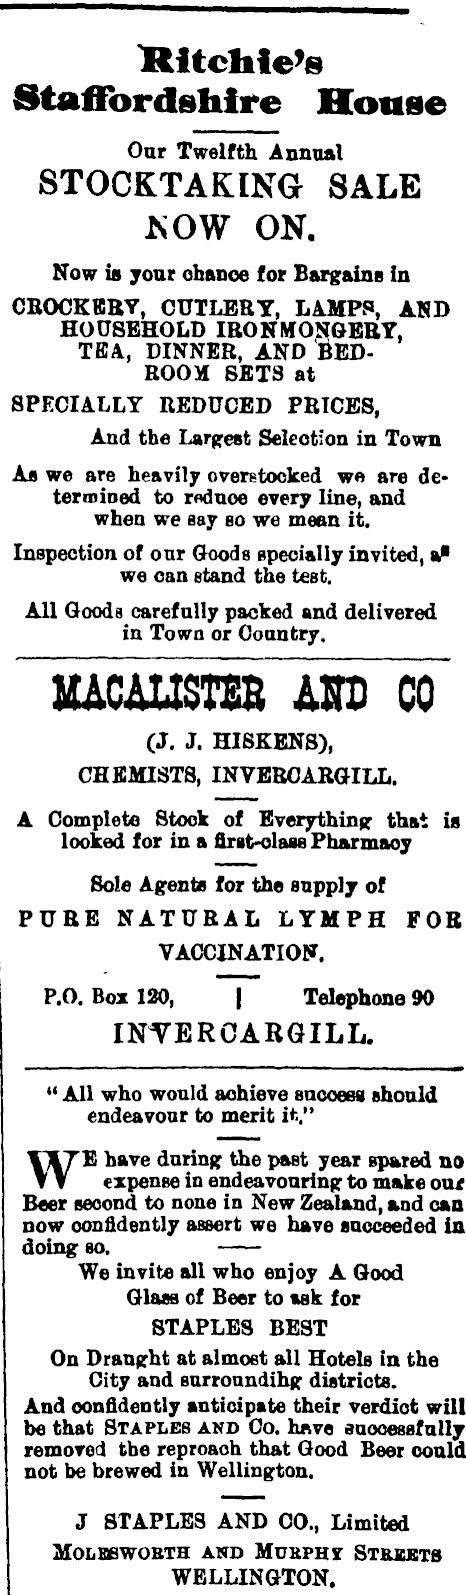 Ritchie's
Staffordshire House
Our Twelfth Annual
STOCKTAKING SALE
NOW ON.
Now is your chance for Bargains in
CROCKERY, CUTLERY, LAMPS, AND
HOUSEHOLD IRONMONGERY,
TEA, DINNER, AND BED-
ROOM SETS at
SPECIALLY REDUCED PRICES,
And the Largest Selection in Town
As we are heavily overstocked we are de-
termined to reduce every line, and
when we say so we mean it.
Inspection of our Goods specially invited, as
we can stand the test.
All Goods carefully packed and delivered
in Town or Country.
MACALISTER AND CO
(J. J. HISKENS),
CHEMISTS, INVERCARGILL.
A Complete Stock of Everything that is
looked for in a first-class Pharmacy
Sole Agents for the supply of
PURE NATURAL LYMPH FOR
VACCINATION.
P.O. Box 120, | Telephone 90
INVERCARGILL.
"All who would achieve success should
endeavour to merit it."
WE have during the past year spared no
expense in endeavouring to make our
Beer second to none in New Zealand, and can
now confidently assert we have succeeded in
doing so.
We invite all who enjoy A Good
Glass of Beer to ask for
STAPLES BEST
On Draught at almost all Hotels in the
City and surroundihg districts.
And confidently anticipate their verdict will
be that STAPLES AND CO. have successfully
removed the reproach that Good Beer could
not be brewed in Wellington.
J STAPLES AND CO., Limited
MOLESWORTH AND MURPHY STREETS
WELLINGTON.